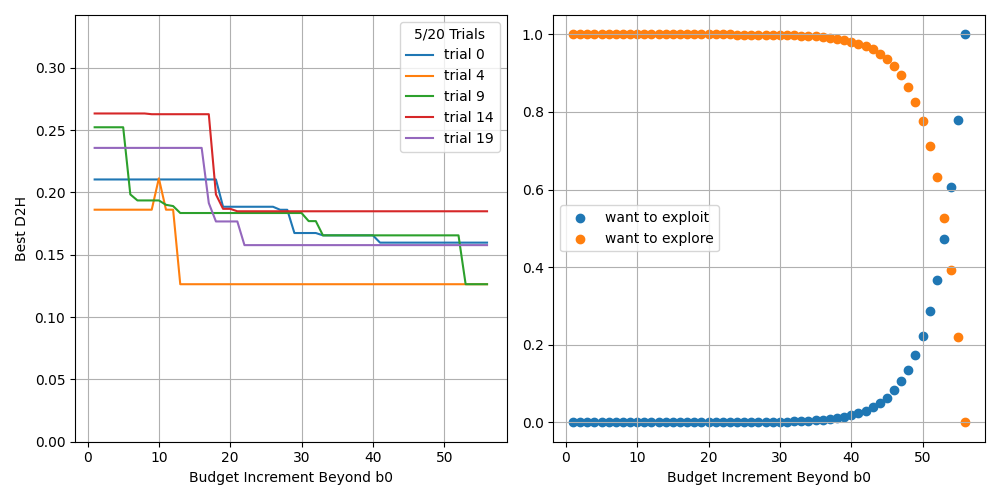 5/20 Trials
trial 0
trial 4
trial 9
trial 14
trial 19
Best D2H
0.30
0.25
0.20
0.15
0.10
0.05
0.00
0 10 20 30 40 50
Budget Increment Beyond b0
1.0
0.8
0.6
0.4
0.2
0.0
want to exploit
want to explore
0 10 20 30 40 50
Budget Increment Beyond b0